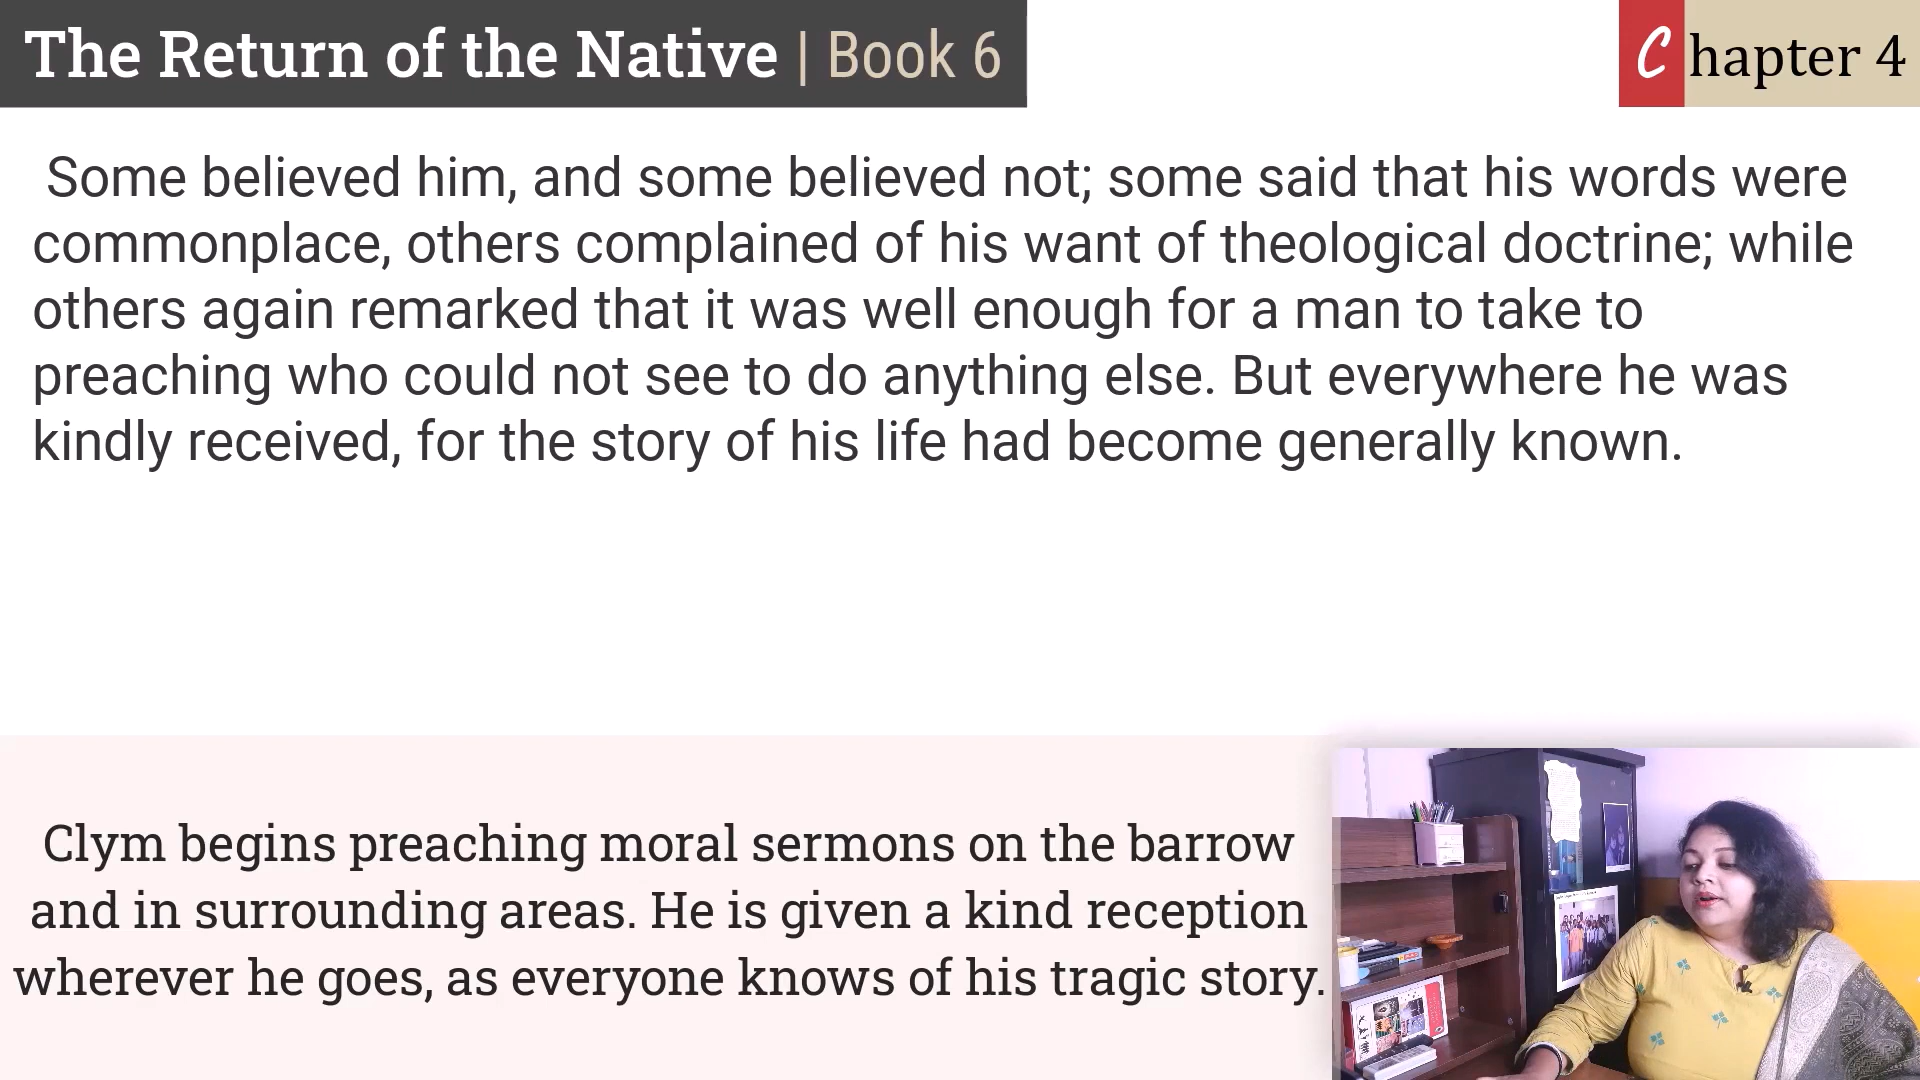 The Return of the Native | Book 6
Chapter 4
Some believed him, and some believed not; some said that his words were
commonplace, others complained of his want of theological doctrine; while
others again remarked that it was well enough for a man to take to
preaching who could not see to do anything else. But everywhere he was
kindly received, for the story of his life had become generally known.
Clym begins preaching moral sermons on the barrow
and in surrounding areas. He is given a kind reception
wherever he goes, as everyone knows of his tragic story.